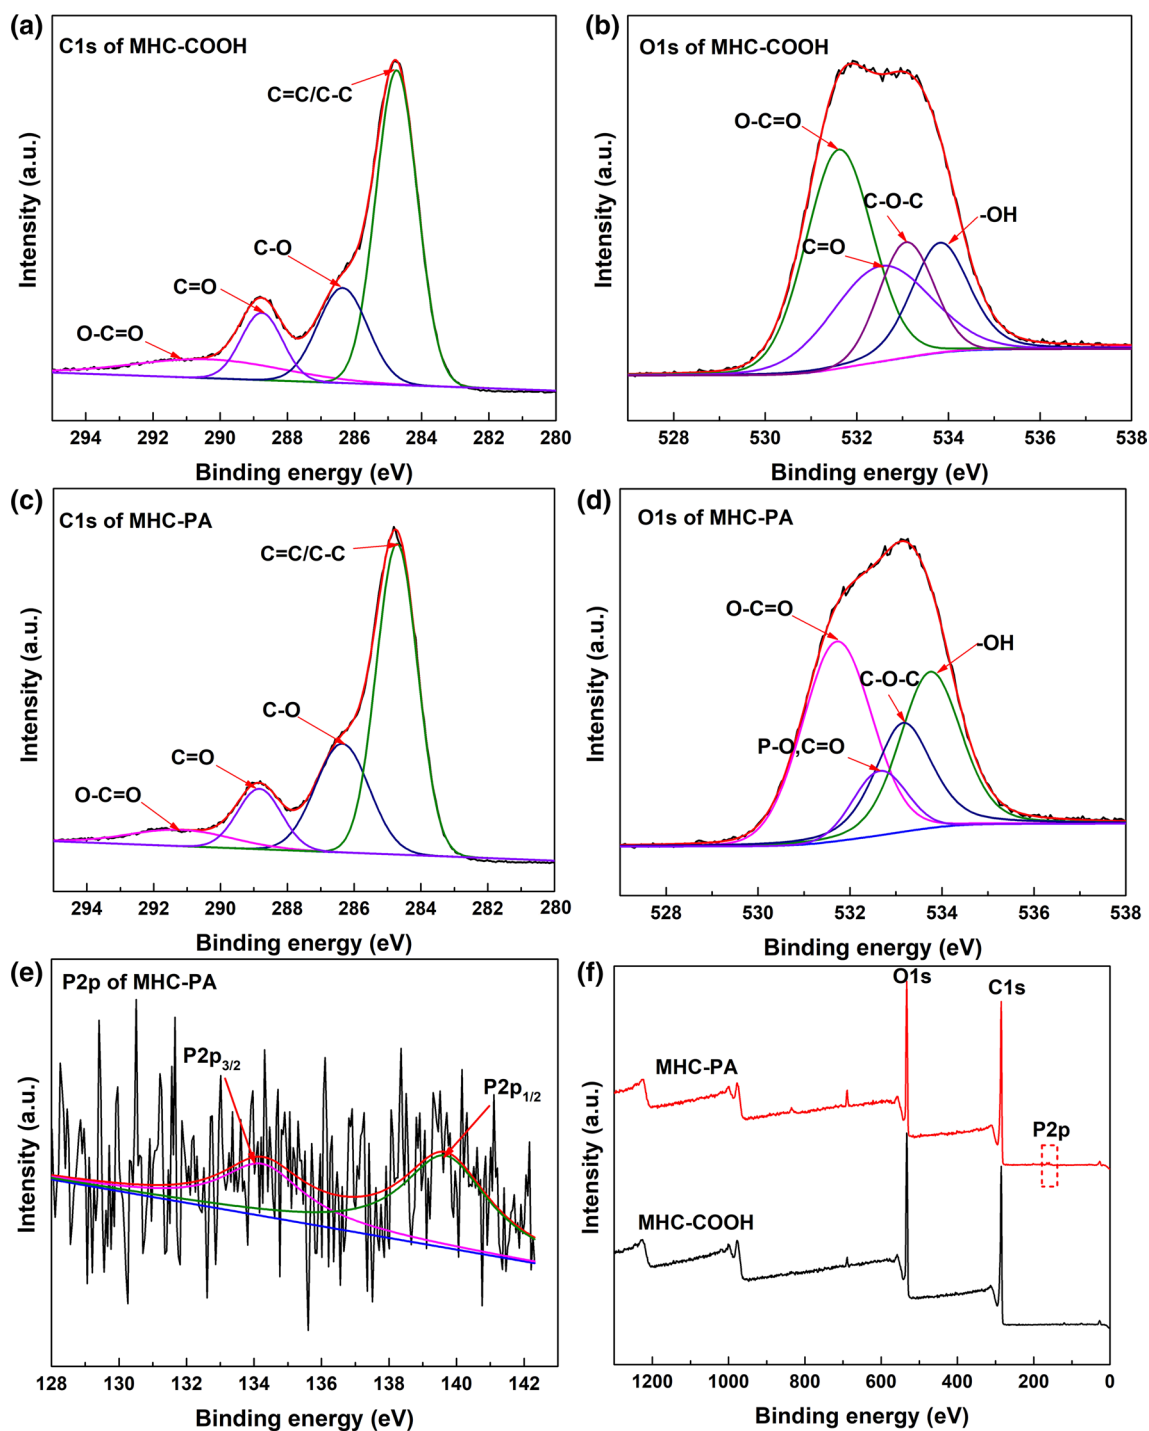 (a)
C1s of MHC-COOH
C=C/C-C
C-O
C=O
O-C=O
Intensity (a.u.)
294 292 290 288 286 284 282 280
Binding energy (eV)
(b)
O1s of MHC-COOH
O-C=O
C-O-C
-OH
C=O
Intensity (a.u.)
528 530 532 534 536 538
Binding energy (eV)
(c)
C1s of MHC-PA
C=C/C-C
C-O
C=O
O-C=O
Intensity (a.u.)
294 292 290 288 286 284 282 280
Binding energy (eV)
(d)
O1s of MHC-PA
O-C=O
-OH
C-O-C
P-O,C=O
Intensity (a.u.)
528 530 532 534 536 538
Binding energy (eV)
(e)
P2p of MHC-PA
P2p3/2
P2p1/2
Intensity (a.u.)
128 130 132 134 136 138 140 142
Binding energy (eV)
(f)
O1s
C1s
MHC-PA
P2p
MHC-COOH
Intensity (a.u.)
1200 1000 800 600 400 200 0
Binding energy (eV)